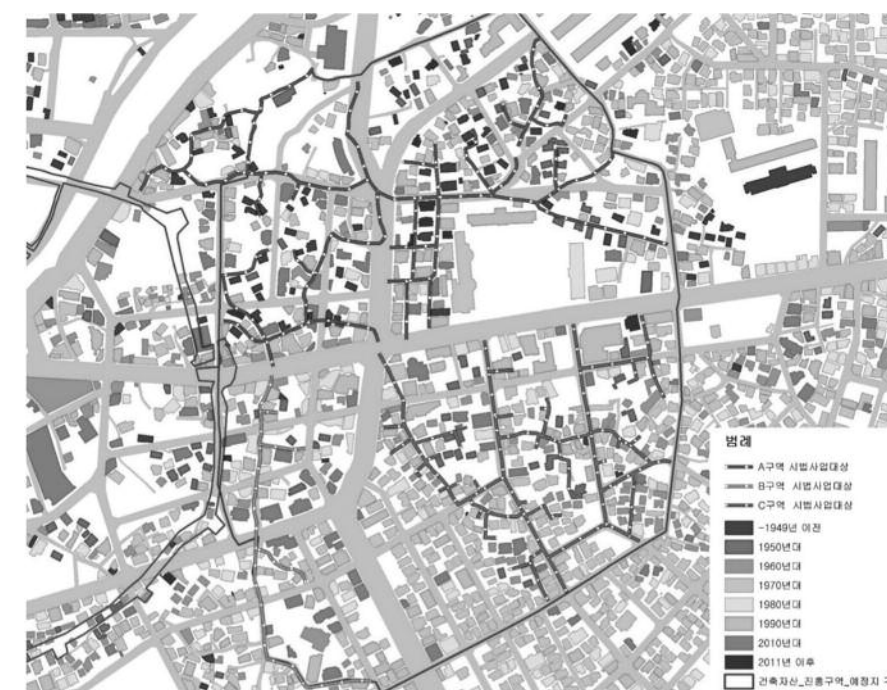 범례
A구역 시범사업대상
B구역 시범사업대상
C구역 시범사업대상
-1949년 이전
1950년대
1960년대
1970년대
1980년대
1990년대
2010년대
2011년 이후
건축자산_진흥구역_예정지